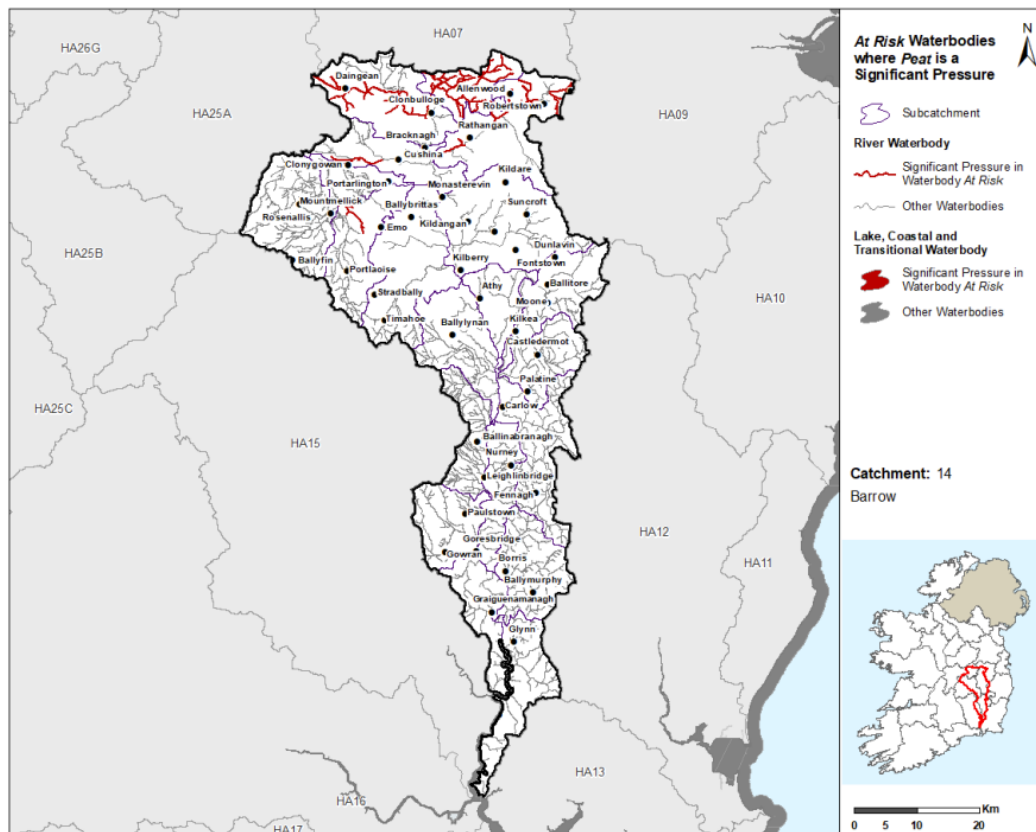 HA26G
HA07
Daingean
Allenwood
Clonbulloge
Robertstown
HA25A
HA09
Rathangan
Bracknagh
Cushina
Clonygowan
Kildare
Portarlington
Monasterevin
Mountmellick
Ballybrittas
Suncroft
Rosenallis
Kildangan
Emo
Dunlavin
HA25B
Ballyfin
Kilberry
Fontstown
Portlaoise
Athy
Ballitore
HA10
Stradbally
Moone
Timahoe
Ballylynan
Kilkea
Castledermot
Palatine
HA25C
Carlow
HA15
Ballinabranagh
Nurney
Leighlinbridge
Fennagh
Paulstown
HA12
Goresbridge
Gowran
Borris
HA11
Ballymurphy
Graiguenamanagh
Glynn
HA13
HA16
HA17
At Risk Waterbodies
where Peat is a
Significant Pressure
N
Subcatchment
River Waterbody
Significant Pressure in
Waterbody At Risk
Other Waterbodies
Lake, Coastal and
Transitional Waterbody
Significant Pressure in
Waterbody At Risk
Other Waterbodies
Catchment: 14
Barrow
Km
0 5 10 20